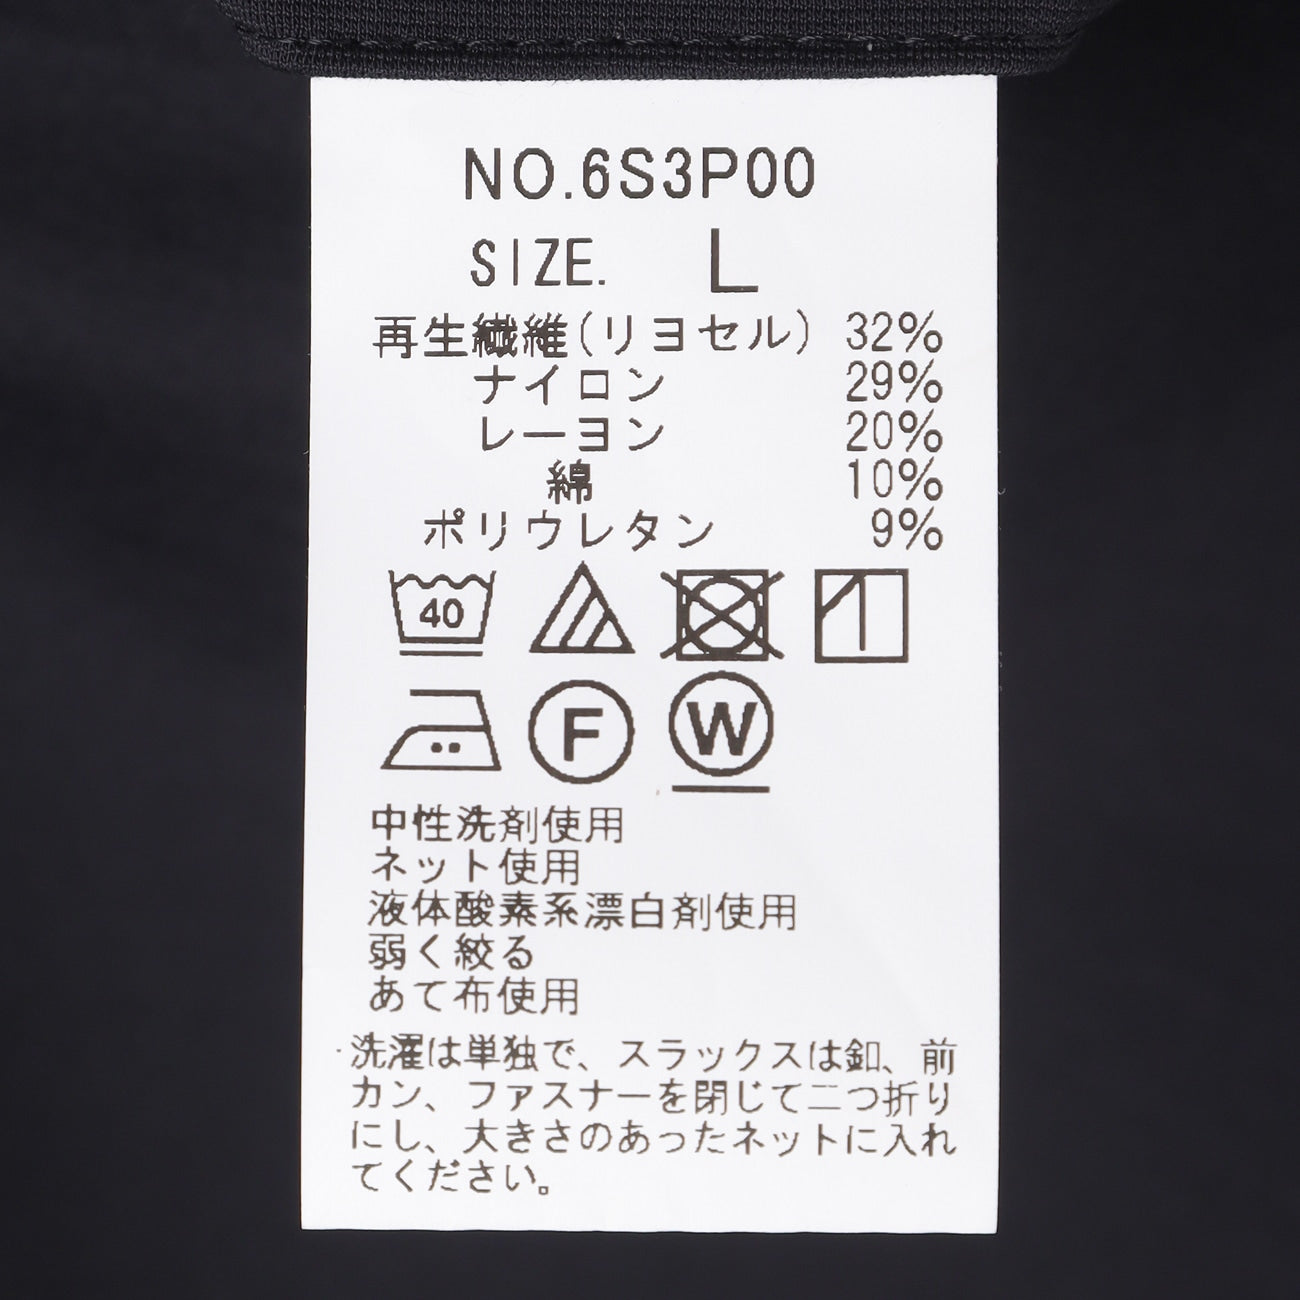 NO.6S3P00
SIZE. L
再生繊維(リヨセル) 32%
ナイロン 29%
レーヨン 20%
綿 10%
ポリウレタン 9%
40
F W
中性洗剤使用
ネット使用
液体酸素系漂白剤使用
弱く絞る
あて布使用
洗濯は単独で、スラックスは釦、前
カン、ファスナーを閉じて二つ折り
にし、大きさのあったネットに入れ
てください。